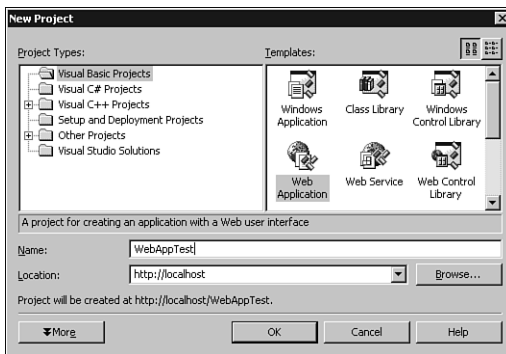 New Project
Project Types:
Templates:
Visual Basic Projects
Visual C# Projects
Visual C++ Projects
Setup and Deployment Projects
Other Projects
Visual Studio Solutions
Windows Application
Class Library
Windows Control Library
Web Application
Web Service
Web Control Library
A project for creating an application with a Web user interface
Name:
WebAppTest
Location:
http://localhost
Browse...
Project will be created at http://localhost/WebAppTest.
More
OK
Cancel
Help